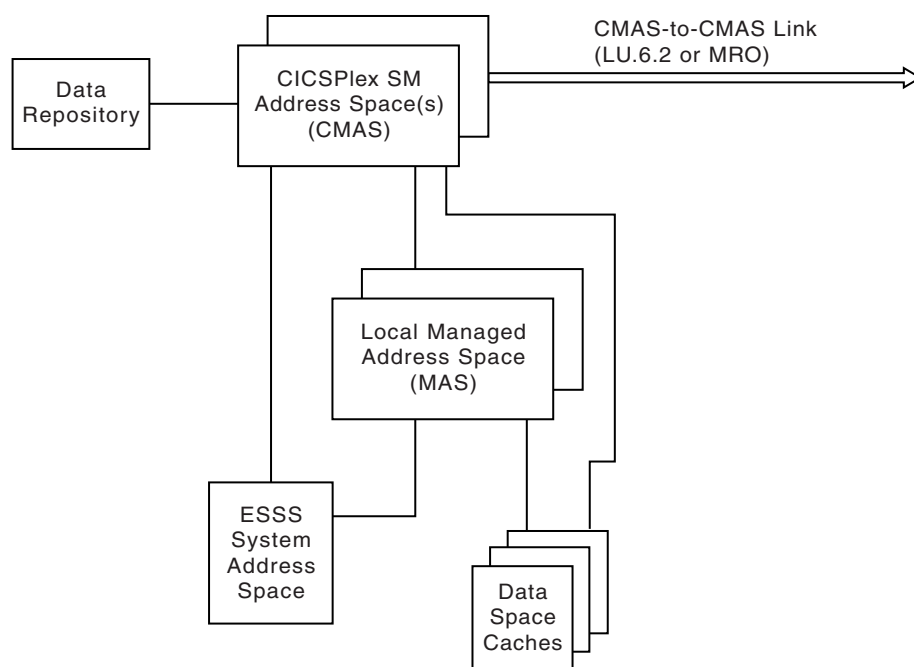 CMAS-to-CMAS Link
(LU.6.2 or MRO)
CICSPlex SM
Address Space(s)
(CMAS)
Data
Repository
Local Managed
Address Space
(MAS)
ESSS
System
Address
Space
Data
Space
Caches